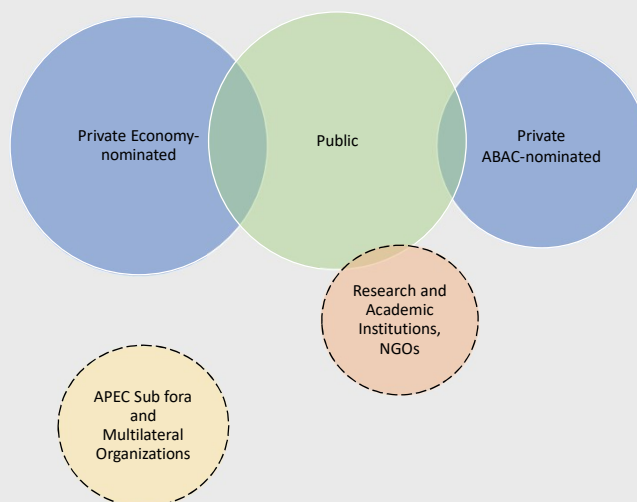 Private Economy-
nominated
Public
Private
ABAC-nominated
Research and
Academic
Institutions,
NGOs
APEC Sub fora
and
Multilateral
Organizations